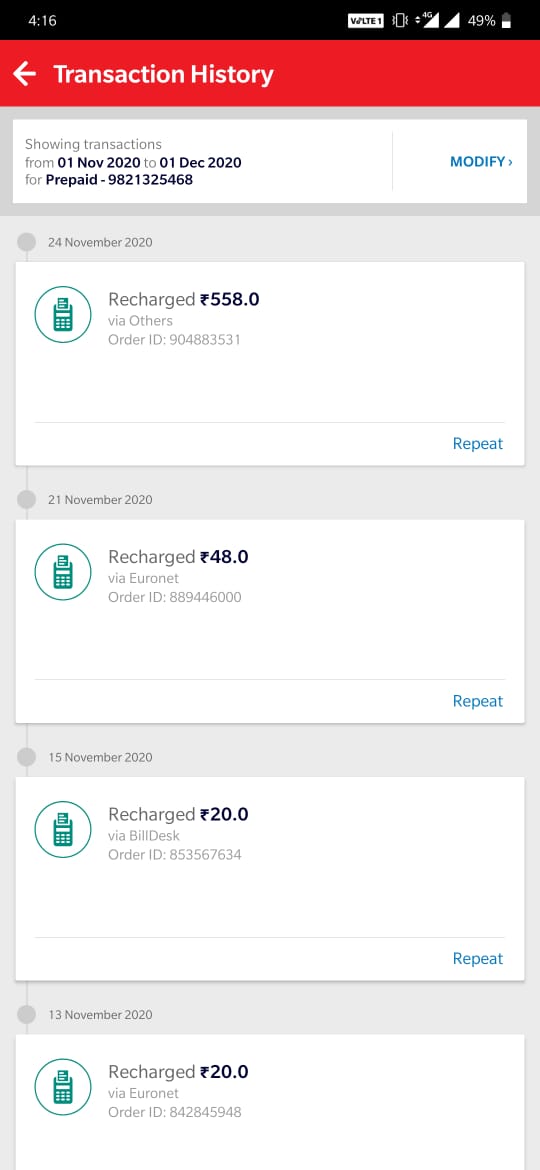 4:16
VoLTE 1 4G 49%
Transaction History
Showing transactions
from 01 Nov 2020 to 01 Dec 2020
for Prepaid - 9821325468
MODIFY ›
24 November 2020
Recharged ₹558.0
via Others
Order ID: 904883531
Repeat
21 November 2020
Recharged ₹48.0
via Euronet
Order ID: 889446000
Repeat
15 November 2020
Recharged ₹20.0
via BillDesk
Order ID: 853567634
Repeat
13 November 2020
Recharged ₹20.0
via Euronet
Order ID: 842845948